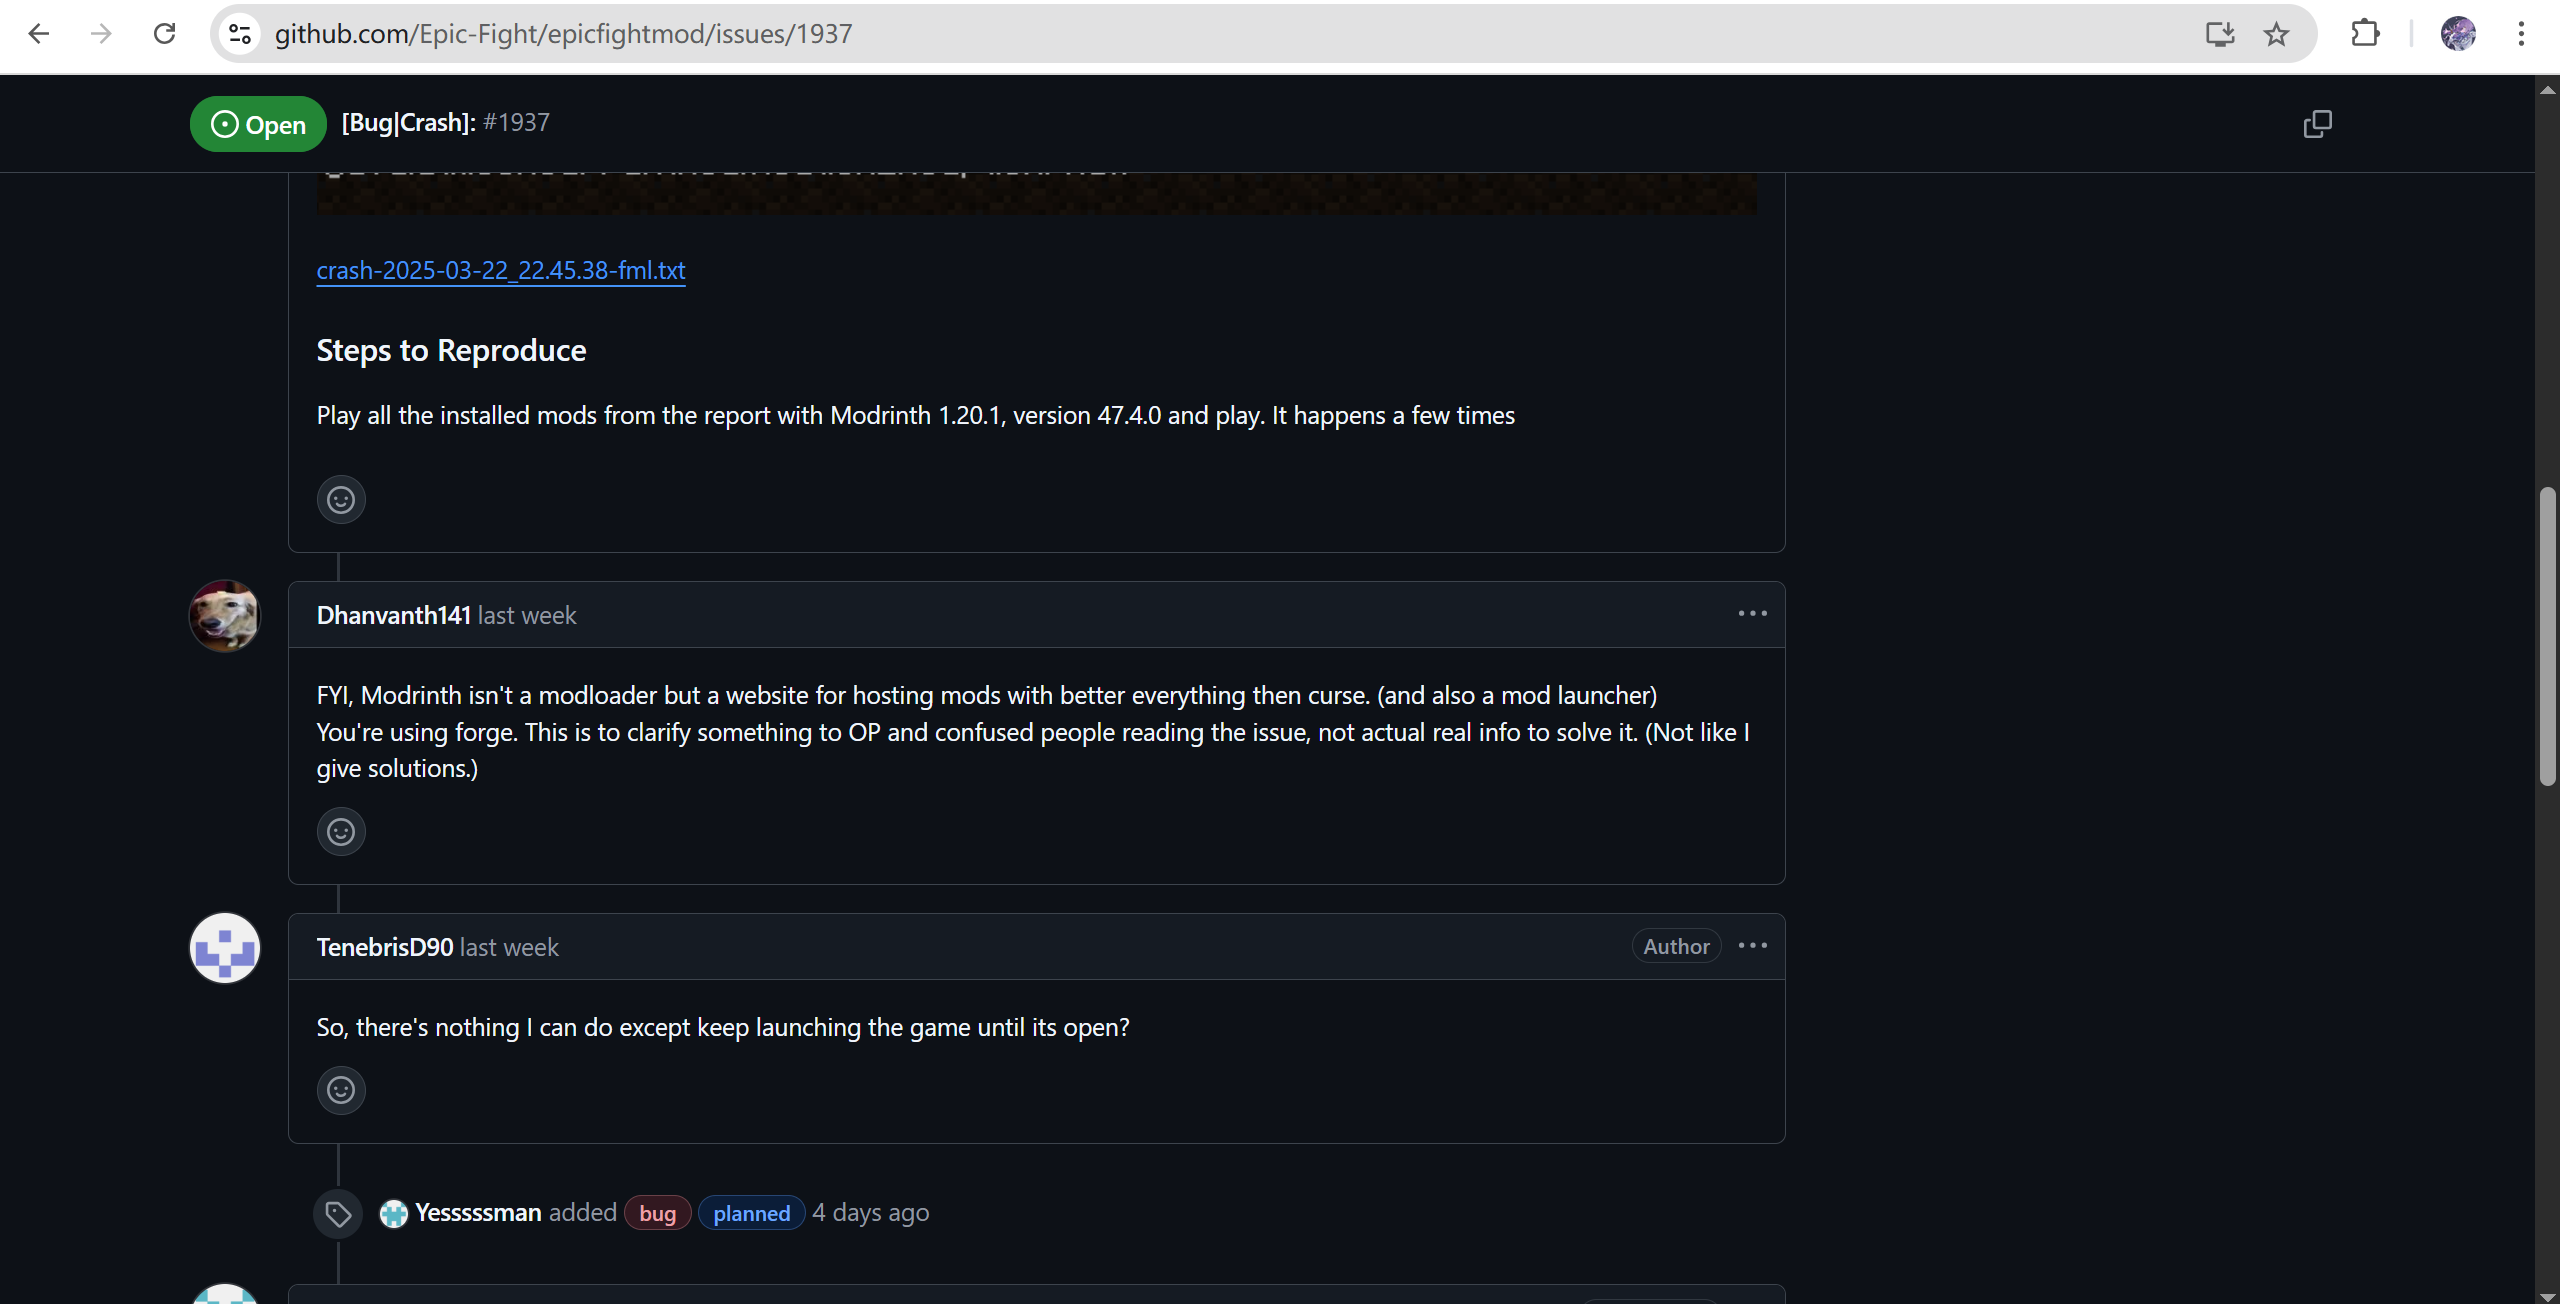 github.com/Epic-Fight/epicfightmod/issues/1937
Open [Bug|Crash]: #1937
crash-2025-03-22_22.45.38-fml.txt
Steps to Reproduce
Play all the installed mods from the report with Modrinth 1.20.1, version 47.4.0 and play. It happens a few times
Dhanvanth141 last week
FYI, Modrinth isn't a modloader but a website for hosting mods with better everything then curse. (and also a mod launcher)
You're using forge. This is to clarify something to OP and confused people reading the issue, not actual real info to solve it. (Not like I
give solutions.)
TenebrisD90 last week Author
So, there's nothing I can do except keep launching the game until its open?
Yesssssman added bug planned 4 days ago